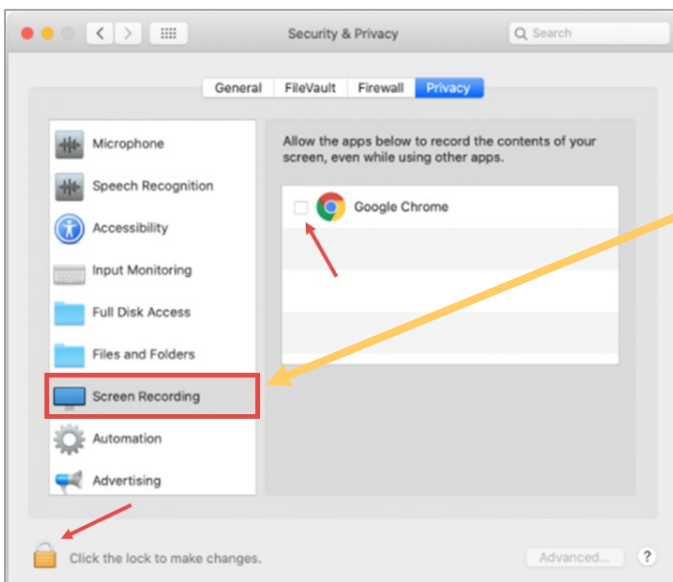 Security & Privacy
Search
General FileVault Firewall Privacy
Microphone
Speech Recognition
Accessibility
Input Monitoring
Full Disk Access
Files and Folders
Screen Recording
Automation
Advertising
Allow the apps below to record the contents of your
screen, even while using other apps.
Google Chrome
Click the lock to make changes.
Advanced...
?